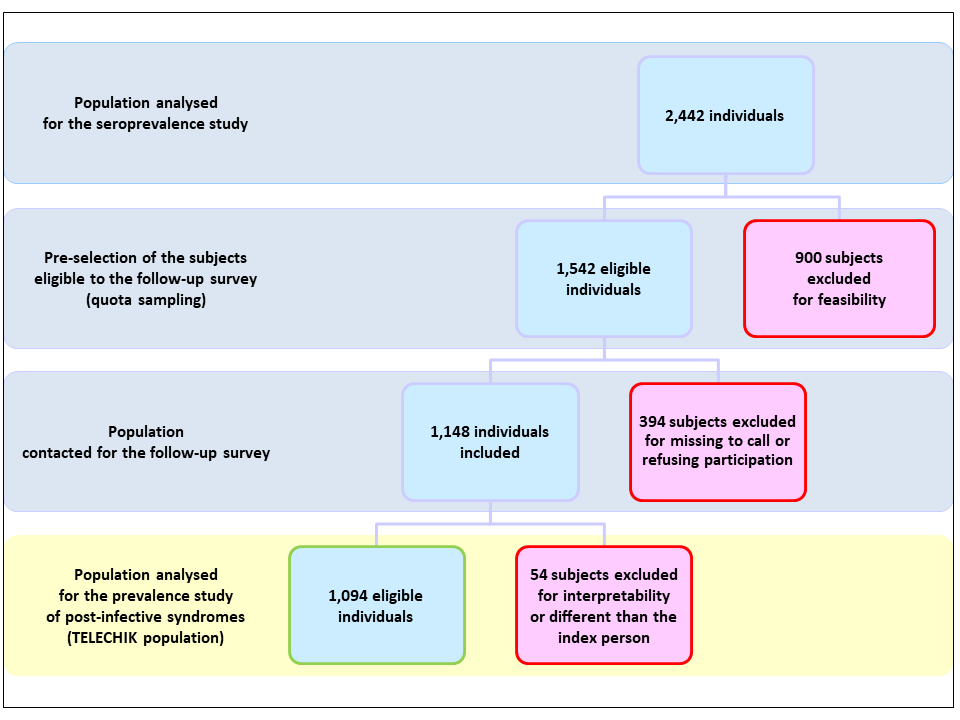 Population analysed
for the seroprevalence study
2,442 individuals
Pre-selection of the subjects
eligible to the follow-up survey
(quota sampling)
1,542 eligible
individuals
900 subjects
excluded
for feasibility
Population
contacted for the follow-up survey
1,148 individuals
included
394 subjects excluded
for missing to call or
refusing participation
Population analysed
for the prevalence study
of post-infective syndromes
(TELECHIK population)
1,094 eligible
individuals
54 subjects excluded
for interpretability
or different than the
index person